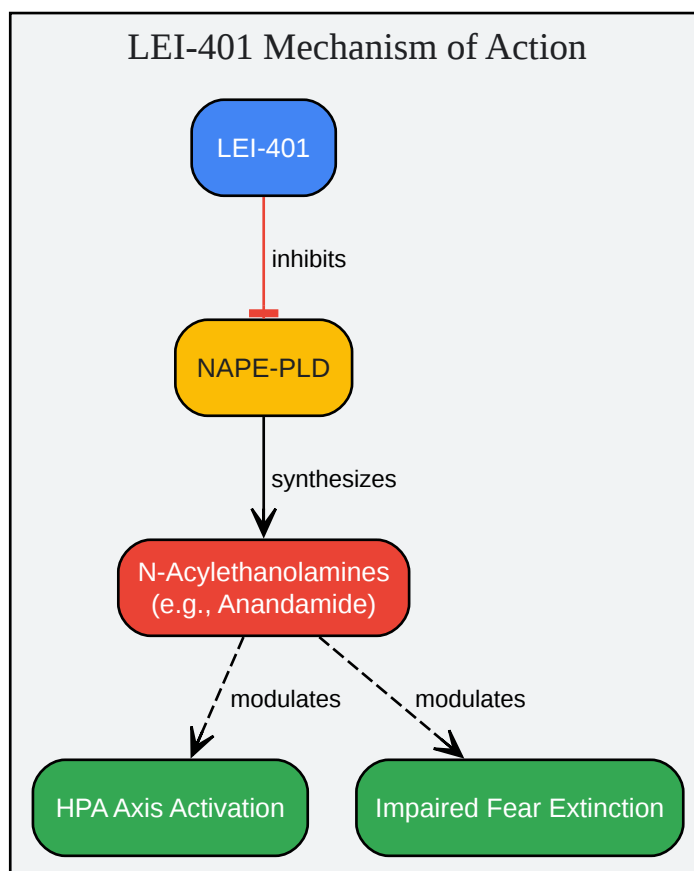 LEI-401 Mechanism of Action
LEI-401
inhibits
NAPE-PLD
synthesizes
N-Acylethanolamines
(e.g., Anandamide)
modulates
modulates
HPA Axis Activation
Impaired Fear Extinction